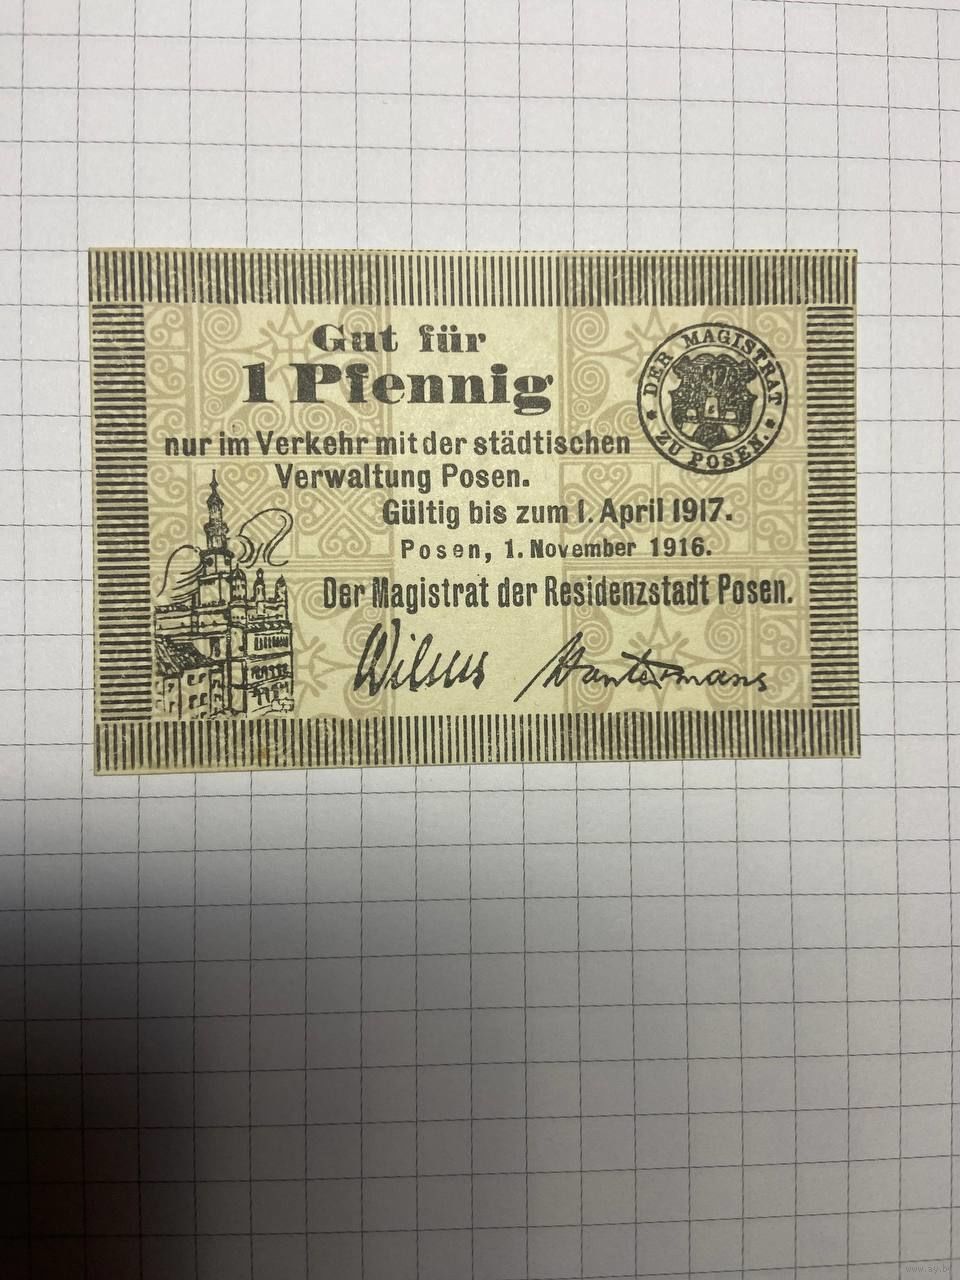 Gut für
1 Pfennig
nur im Verkehr mit der städtischen
Verwaltung Posen.
Gültig bis zum 1. April 1917.
Posen, 1. November 1916.
Der Magistrat der Residenzstadt Posen.
DER MAGISTRAT
ZU POSEN.